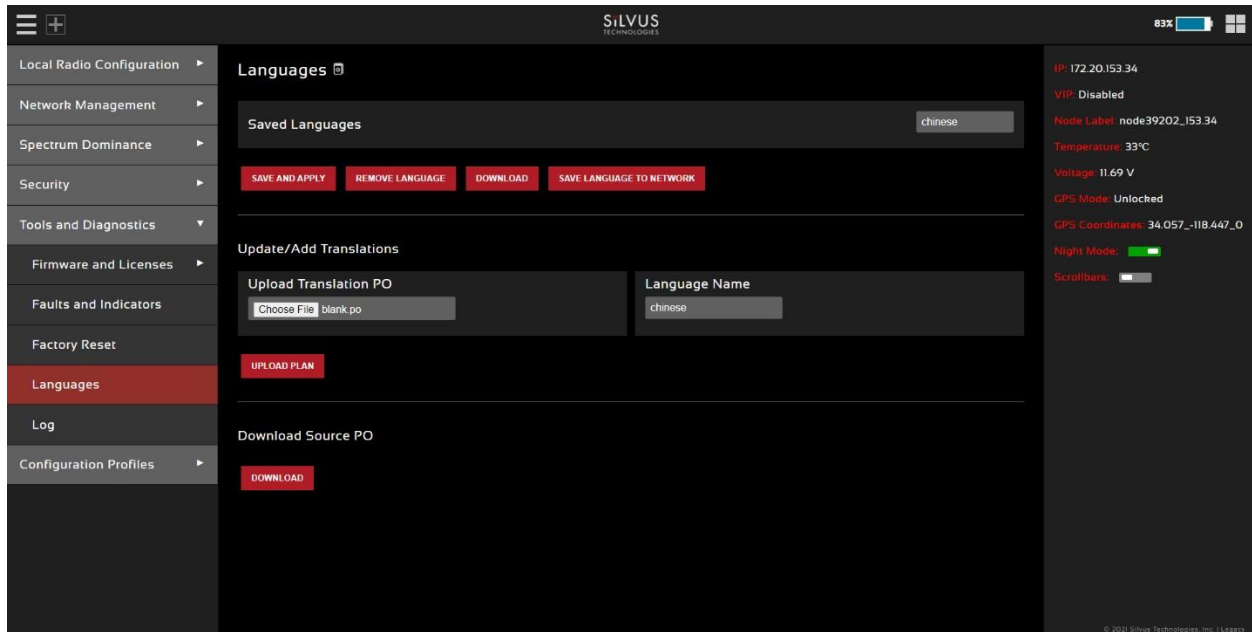 SiLVUS
TECHNOLOGIES
83%
Local Radio Configuration
Network Management
Spectrum Dominance
Security
Tools and Diagnostics
Firmware and Licenses
Faults and Indicators
Factory Reset
Languages
Log
Configuration Profiles
Languages
Saved Languages
chinese
SAVE AND APPLY REMOVE LANGUAGE DOWNLOAD SAVE LANGUAGE TO NETWORK
Update/Add Translations
Upload Translation PO
Choose File blank.po
Language Name
chinese
UPLOAD PLAN
Download Source PO
DOWNLOAD
IP: 172.20.153.34
VIP: Disabled
Node Label: node39202_153.34
Temperature: 33°C
Voltage: 11.69 V
GPS Mode: Unlocked
GPS Coordinates: 34.057_-118.447_0
Night Mode:
Scrollbars:
© 2021 Silvus Technologies, Inc. | Legacy